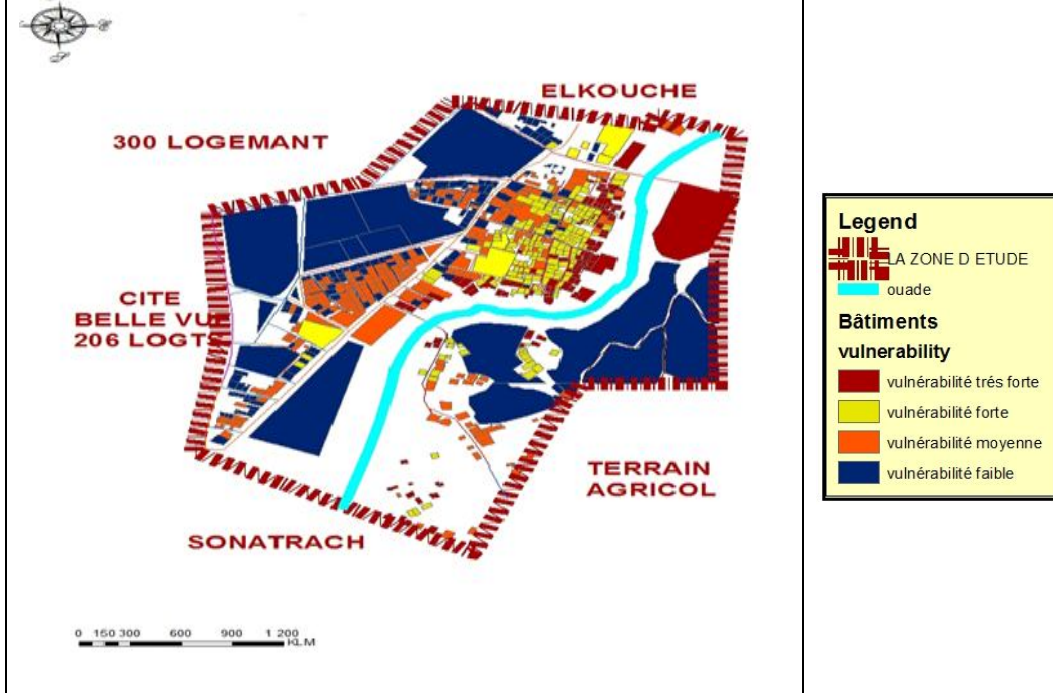 ELKOUCHE
300 LOGEMANT
CITE
BELLE VUE
206 LOGTS
TERRAIN
AGRICOL
SONATRACH
0 150 300 600 900 1 200
KLM
Legend
LA ZONE D ETUDE
ouade
Bâtiments
vulnerability
vulnérabilité trés forte
vulnérabilité forte
vulnérabilité moyenne
vulnérabilité faible